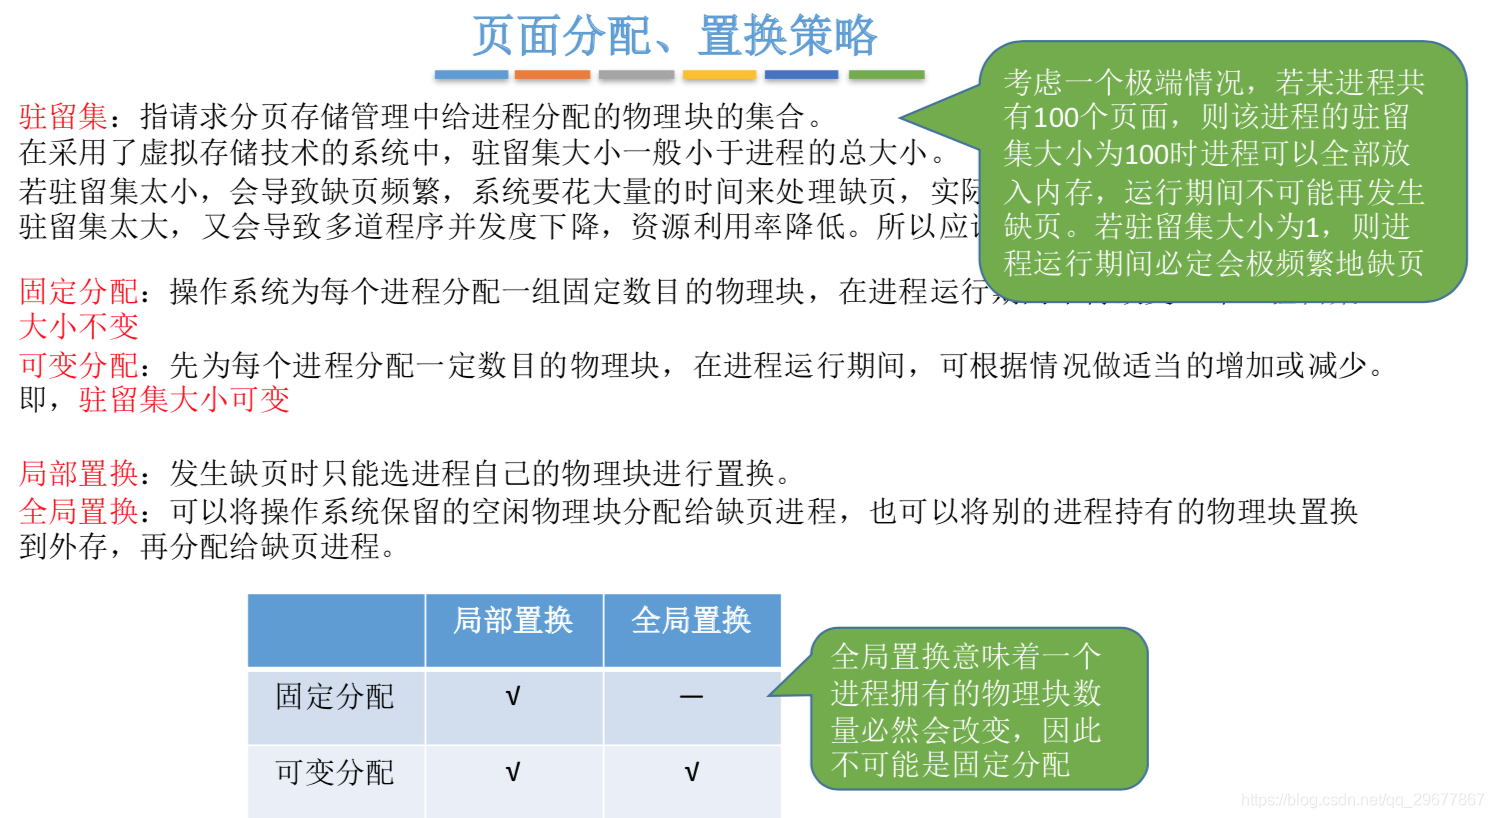 页面分配、置换策略
驻留集：指请求分页存储管理中给进程分配的物理块的集合。
在采用了虚拟存储技术的系统中，驻留集大小一般小于进程的总大小。
若驻留集太小，会导致缺页频繁，系统要花大量的时间来处理缺页，实际
驻留集太大，又会导致多道程序并发度下降，资源利用率降低。所以应
考虑一个极端情况，若某进程共
有100个页面，则该进程的驻留
集大小为100时进程可以全部放
入内存，运行期间不可能再发生
缺页。若驻留集大小为1，则进
程运行期间必定会极频繁地缺页
固定分配：操作系统为每个进程分配一组固定数目的物理块，在进程运行
大小不变
可变分配：先为每个进程分配一定数目的物理块，在进程运行期间，可根据情况做适当的增加或减少。
即，驻留集大小可变
局部置换：发生缺页时只能选进程自己的物理块进行置换。
全局置换：可以将操作系统保留的空闲物理块分配给缺页进程，也可以将别的进程持有的物理块置换
到外存，再分配给缺页进程。
局部置换 全局置换
固定分配 √ —
可变分配 √ √
全局置换意味着一个
进程拥有的物理块数
量必然会改变，因此
不可能是固定分配
https://blog.csdn.net/qq_29677867